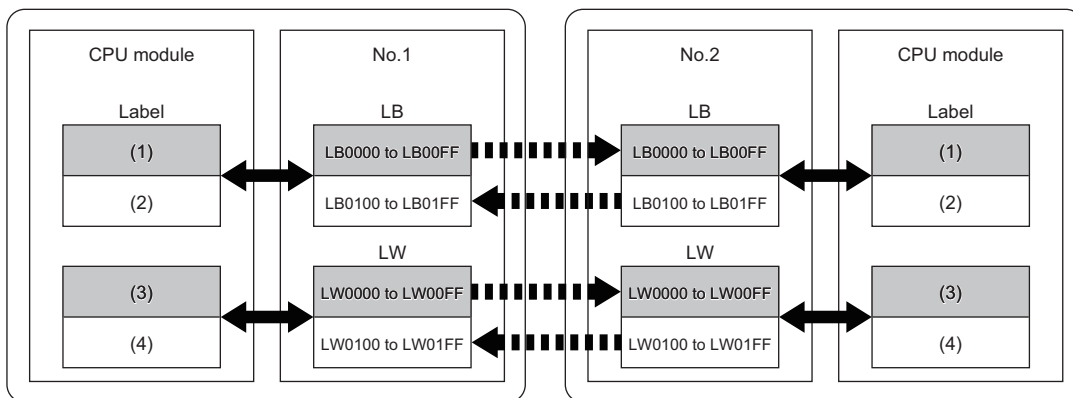 CPU module
No.1
No.2
CPU module
Label
LB
LB
Label
(1)
LB0000 to LB00FF
LB0000 to LB00FF
(1)
(2)
LB0100 to LB01FF
LB0100 to LB01FF
(2)
LW
LW
(3)
LW0000 to LW00FF
LW0000 to LW00FF
(3)
(4)
LW0100 to LW01FF
LW0100 to LW01FF
(4)